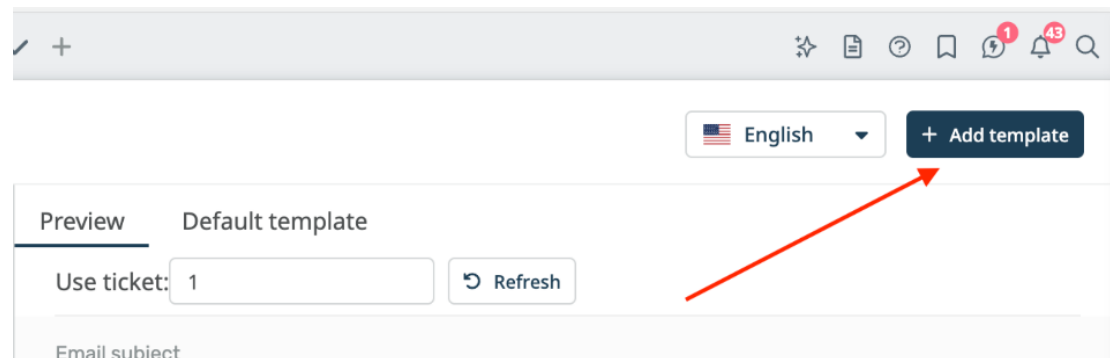 1
43
English
+ Add template
Preview Default template
Use ticket: 1 Refresh
Email subject